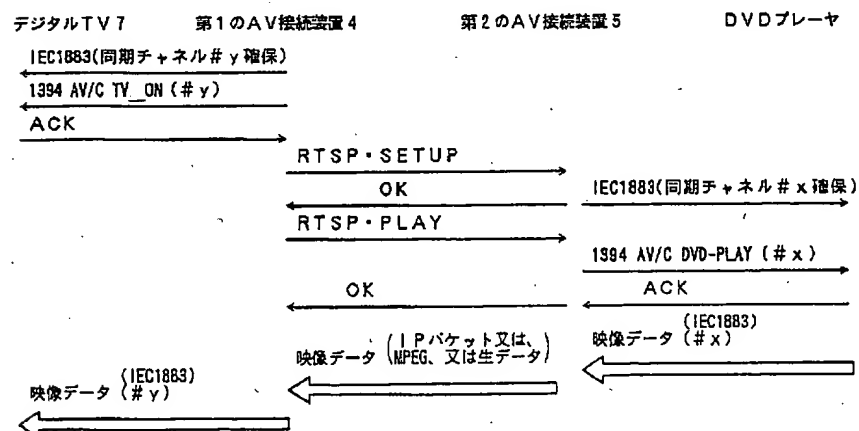 デジタルTV7 第1のAV接続装置4 第2のAV接続装置5 DVDプレーヤ
IEC1883(同期チャネル#y確保)
1394 AV/C TV_ON (#y)
ACK
RTSP・SETUP
OK
IEC1883(同期チャネル#x確保)
RTSP・PLAY
1394 AV/C DVD-PLAY (#x)
OK
ACK
映像データ (IEC1883)
(#x)
映像データ (IPパケット又は、
MPEG、又は生データ)
映像データ (IEC1883)
(#y)